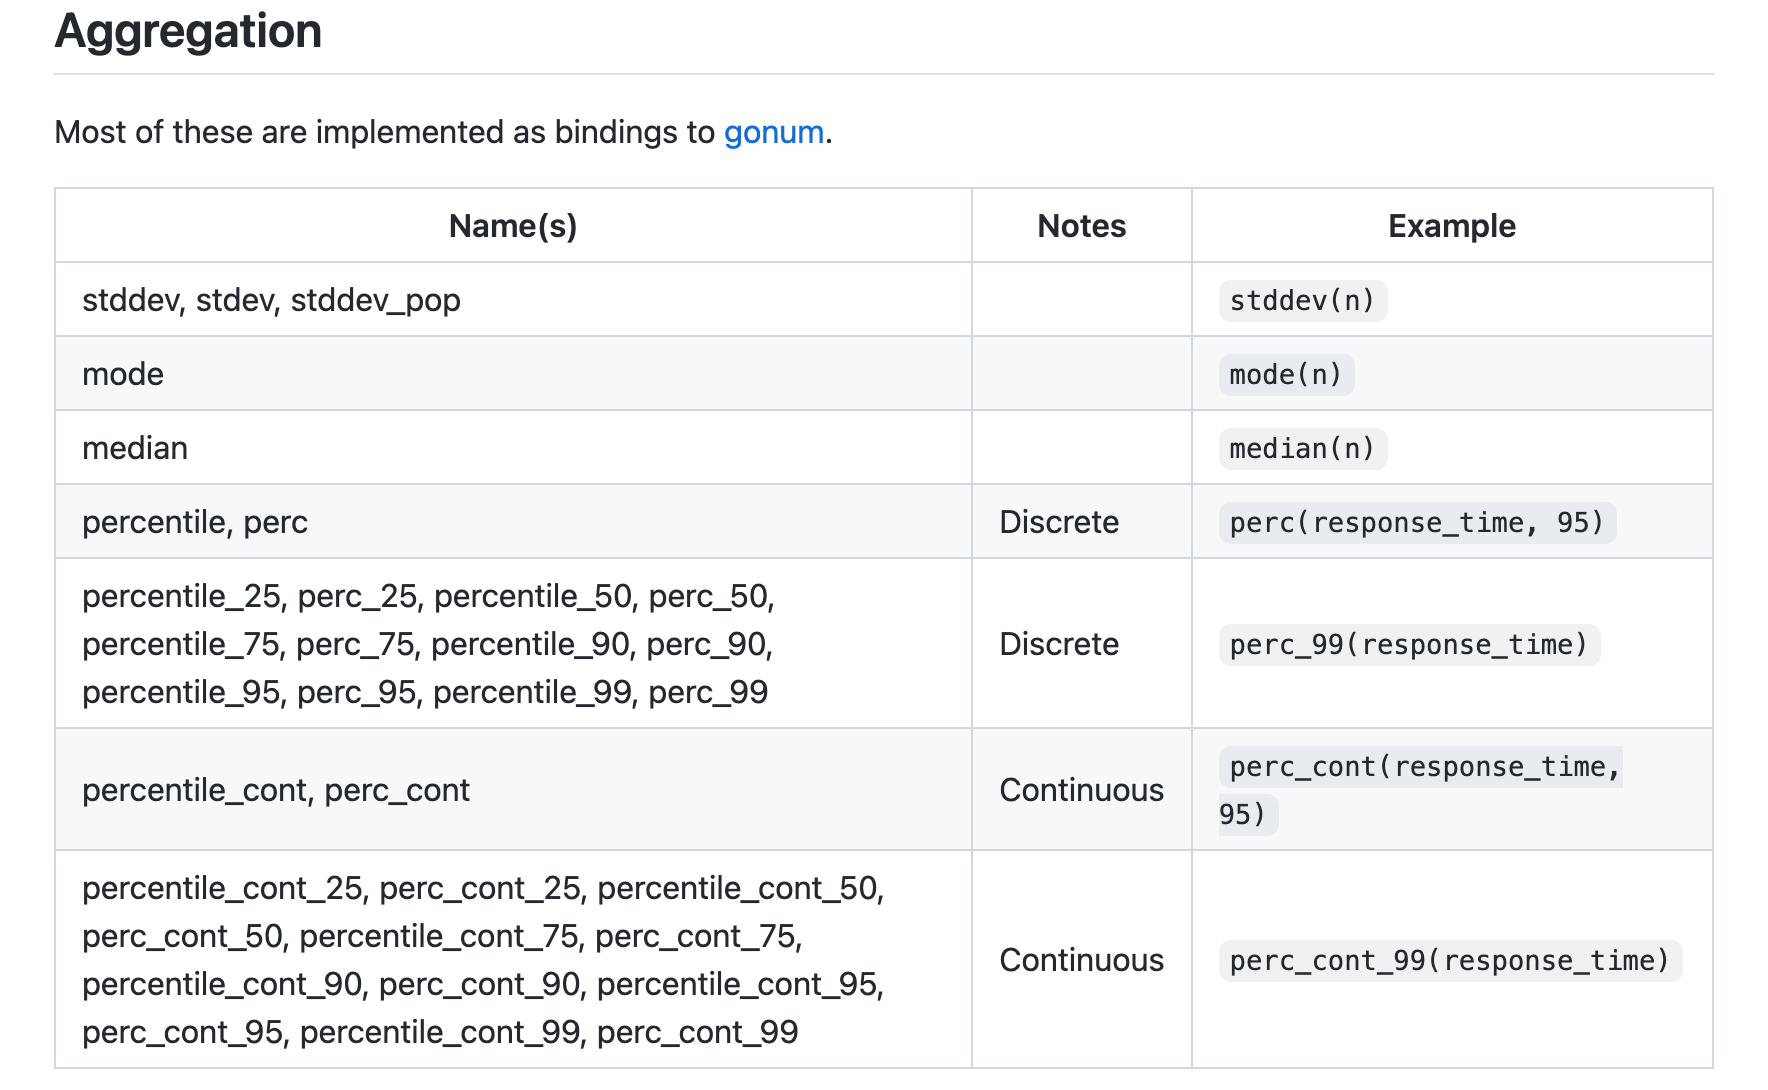 Aggregation
Most of these are implemented as bindings to gonum.
Name(s) Notes Example
stddev, stdev, stddev_pop stddev(n)
mode mode(n)
median median(n)
percentile, perc Discrete perc(response_time, 95)
percentile_25, perc_25, percentile_50, perc_50,
percentile_75, perc_75, percentile_90, perc_90,
percentile_95, perc_95, percentile_99, perc_99
Discrete
perc_99(response_time)
percentile_cont, perc_cont
Continuous
perc_cont(response_time,
95)
percentile_cont_25, perc_cont_25, percentile_cont_50,
perc_cont_50, percentile_cont_75, perc_cont_75,
percentile_cont_90, perc_cont_90, percentile_cont_95,
perc_cont_95, percentile_cont_99, perc_cont_99
Continuous
perc_cont_99(response_time)